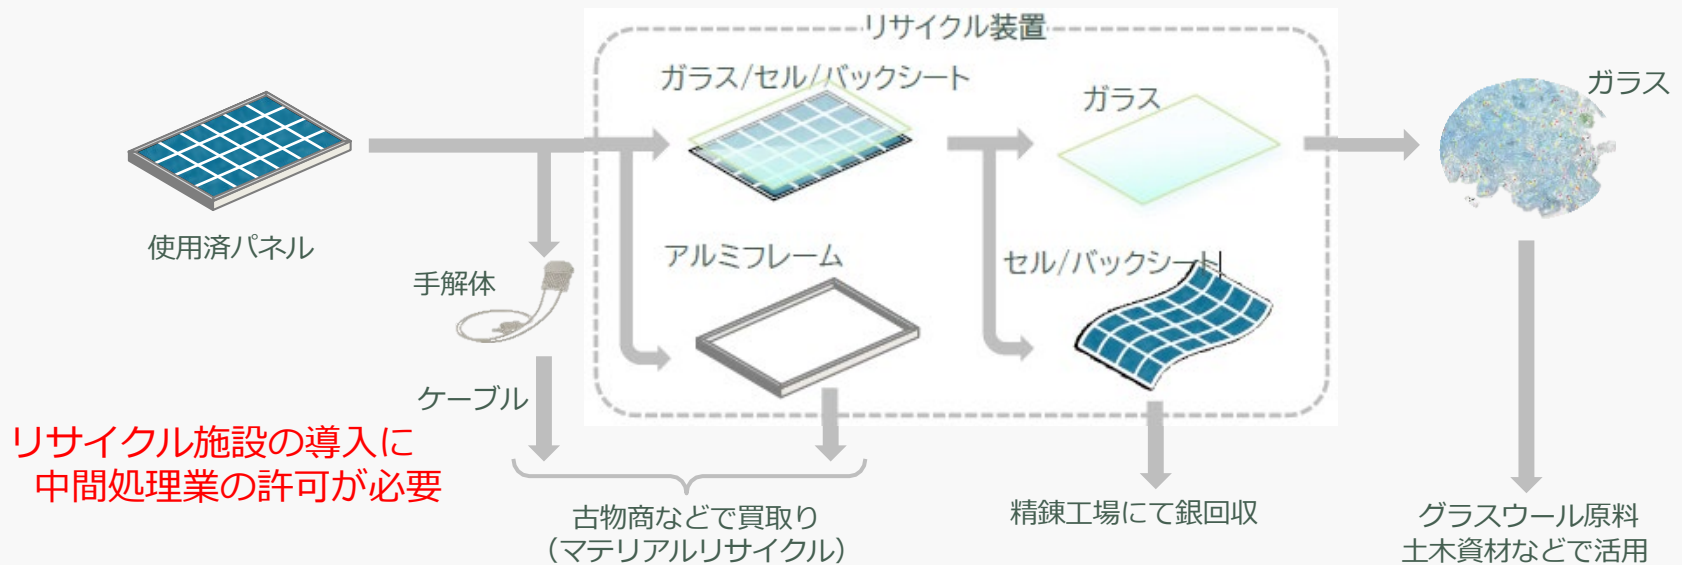 リサイクル装置
ガラス/セル/バックシート
ガラス
ガラス
使用済パネル
手解体
アルミフレーム
セル/バックシート
ケーブル
リサイクル施設の導入に
中間処理業の許可が必要
古物商などで買取り
（マテリアルリサイクル）
精錬工場にて銀回収
グラスウール原料
土木資材などで活用